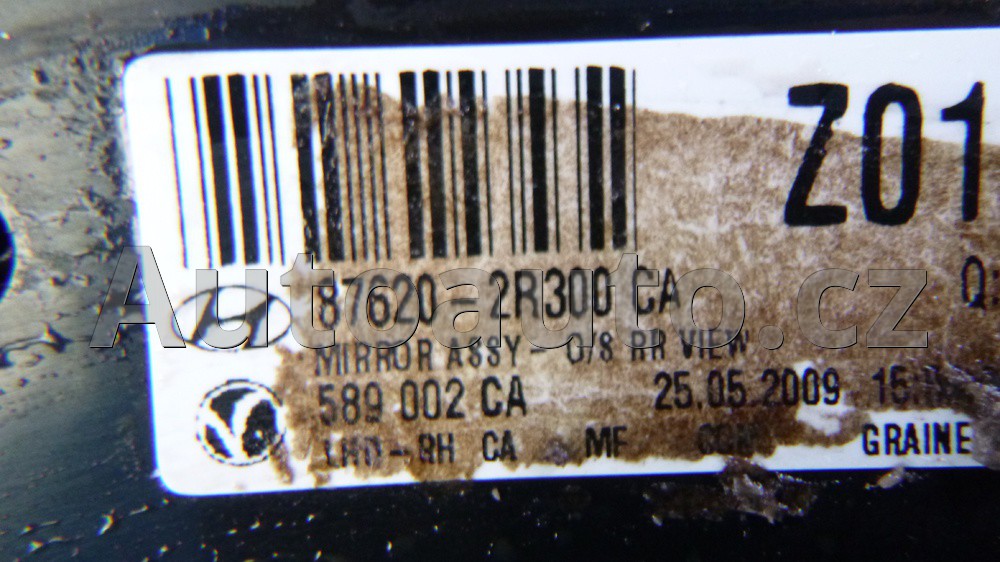 Z01
87620-2R300 CA
MIRROR ASSY - O/S RR VIEW
589 002 CA 25.05.2009 15:
LHD-RH CA MF GRAINE
Autoauto.cz